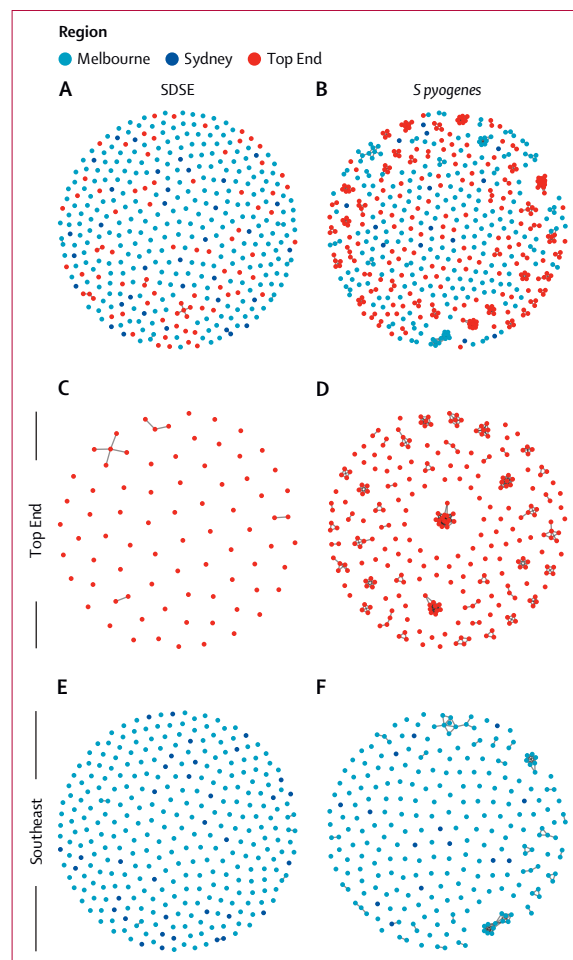 Region
Melbourne Sydney Top End
A SDSE B S pyogenes
C D
Top End
E F
Southeast